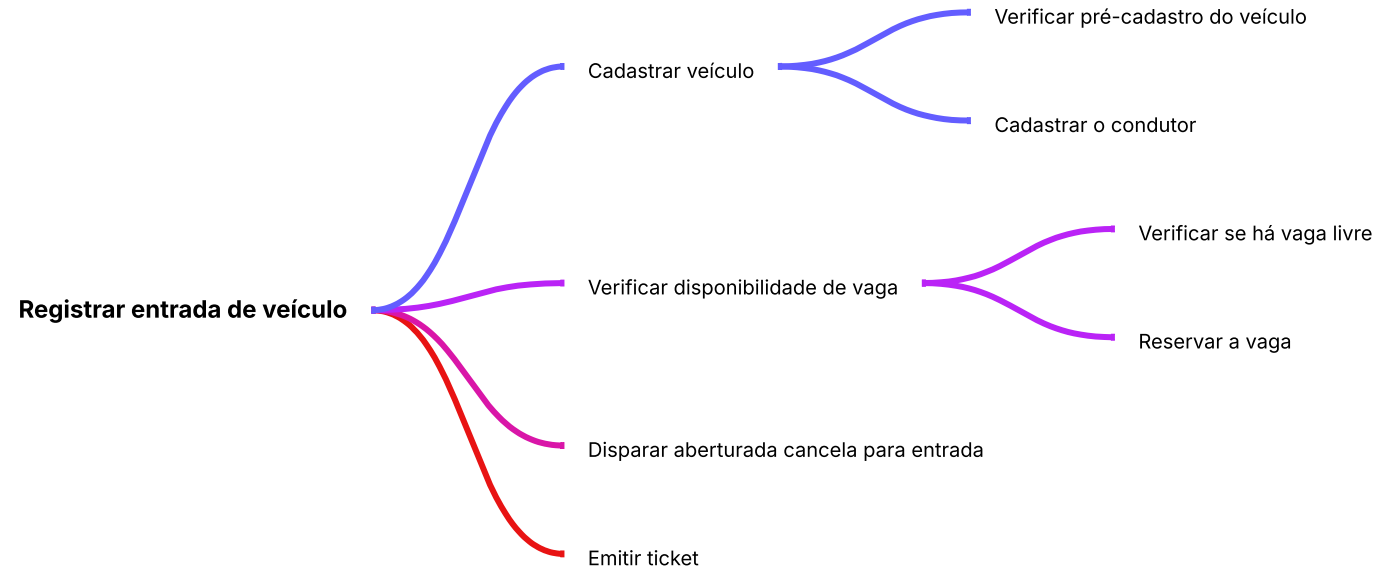 Verificar pré-cadastro do veículo
Cadastrar veículo
Cadastrar o condutor
Verificar se há vaga livre
Verificar disponibilidade de vaga
Registrar entrada de veículo
Reservar a vaga
Disparar aberturada cancela para entrada
Emitir ticket